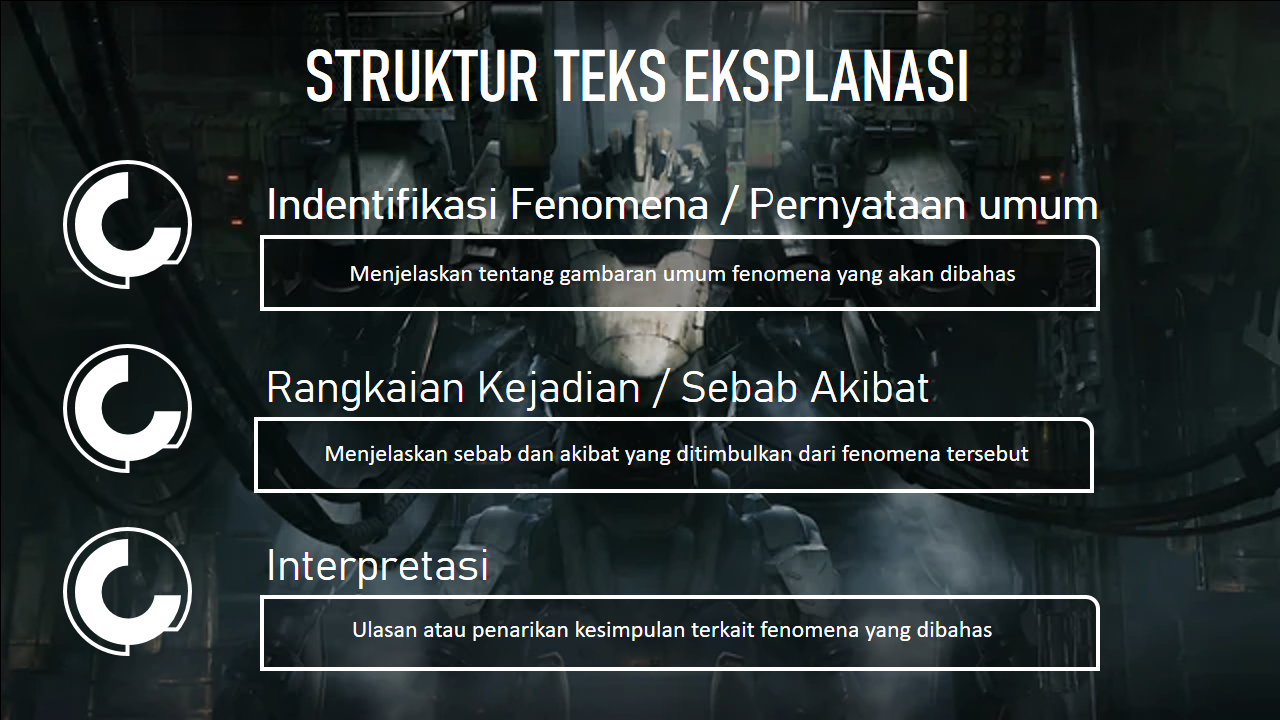 STRUKTUR TEKS EKSPLANASI
Indentifikasi Fenomena / Pernyataan umum
Menjelaskan tentang gambaran umum fenomena yang akan dibahas
Rangkaian Kejadian / Sebab Akibat
Menjelaskan sebab dan akibat yang ditimbulkan dari fenomena tersebut
Interpretasi
Ulasan atau penarikan kesimpulan terkait fenomena yang dibahas